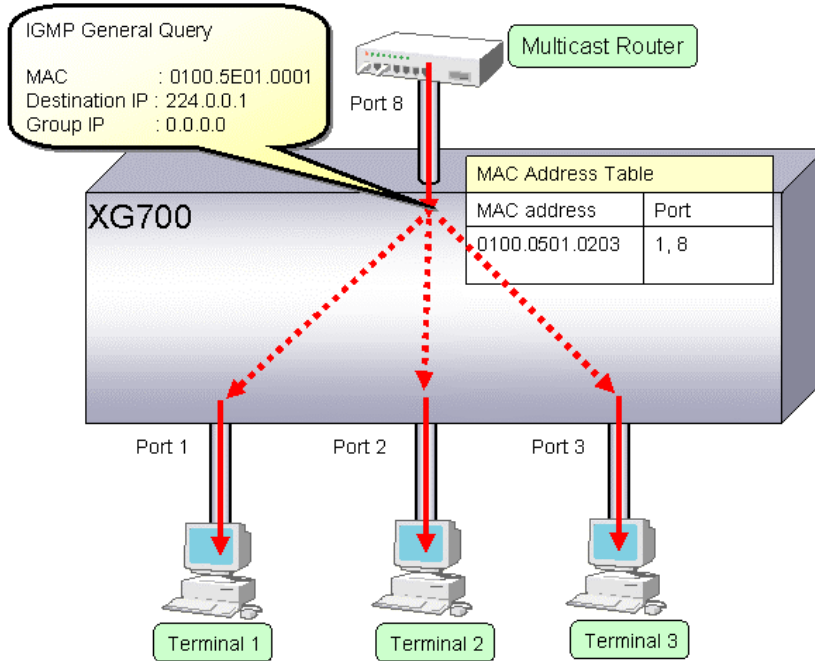 IGMP General Query
MAC : 0100.5E01.0001
Destination IP : 224.0.0.1
Group IP : 0.0.0.0
Multicast Router
Port 8
XG700
MAC Address Table
MAC address Port
0100.0501.0203 1, 8
Port 1 Port 2 Port 3
Terminal 1 Terminal 2 Terminal 3